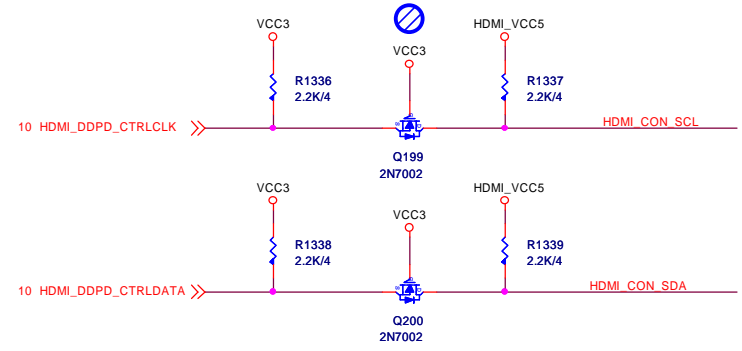 VCC3
HDMI_VCC5
VCC3
R1336
2.2K/4
R1337
2.2K/4
10 HDMI_DDPD_CTRLCLK
HDMI_CON_SCL
Q199
2N7002
VCC3
HDMI_VCC5
VCC3
R1338
2.2K/4
R1339
2.2K/4
10 HDMI_DDPD_CTRLDATA
HDMI_CON_SDA
Q200
2N7002